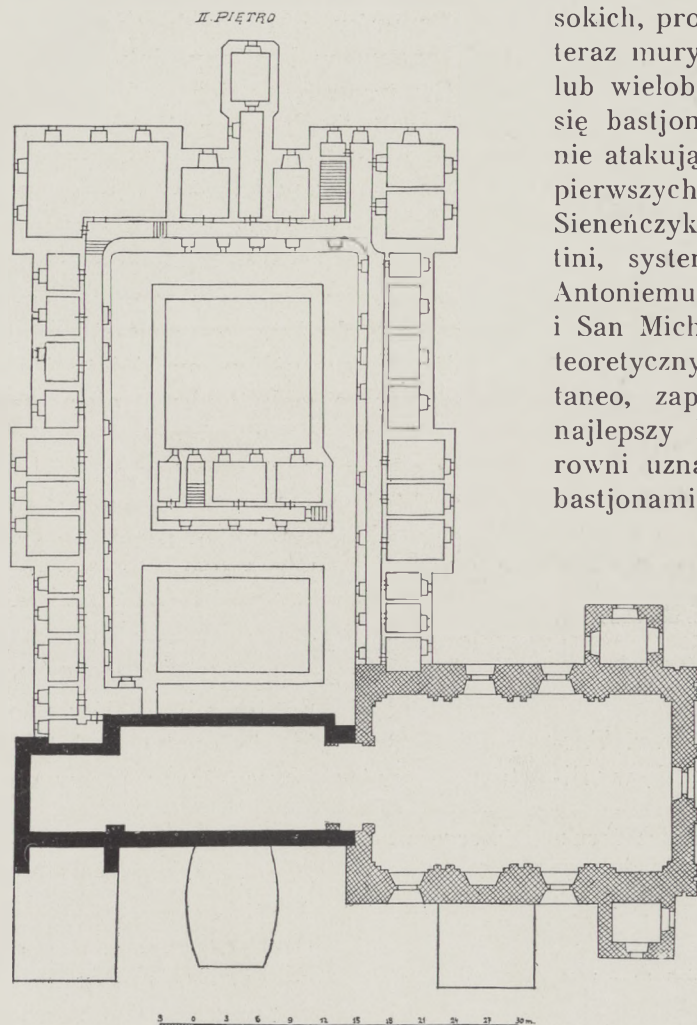 II. PIĘTRO
sokich, pro
teraz mury
lub wielob
się bastjon
nie atakują
pierwszych
Sieneńczyk
tini, syster
Antoniemu
i San Mich
teoretyczny
taneo, zap
najlepszy
rowni uzna
bastjonami
3 0 3 6 9 12 15 18 21 24 27 30 m.